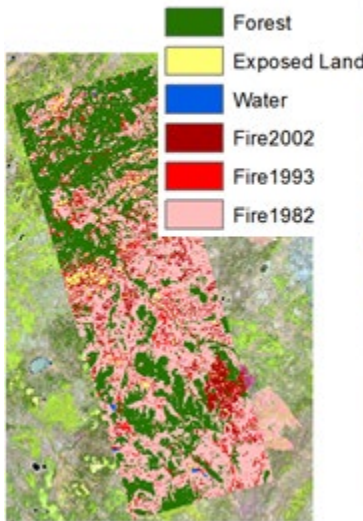 Forest
Exposed Land
Water
Fire2002
Fire1993
Fire1982